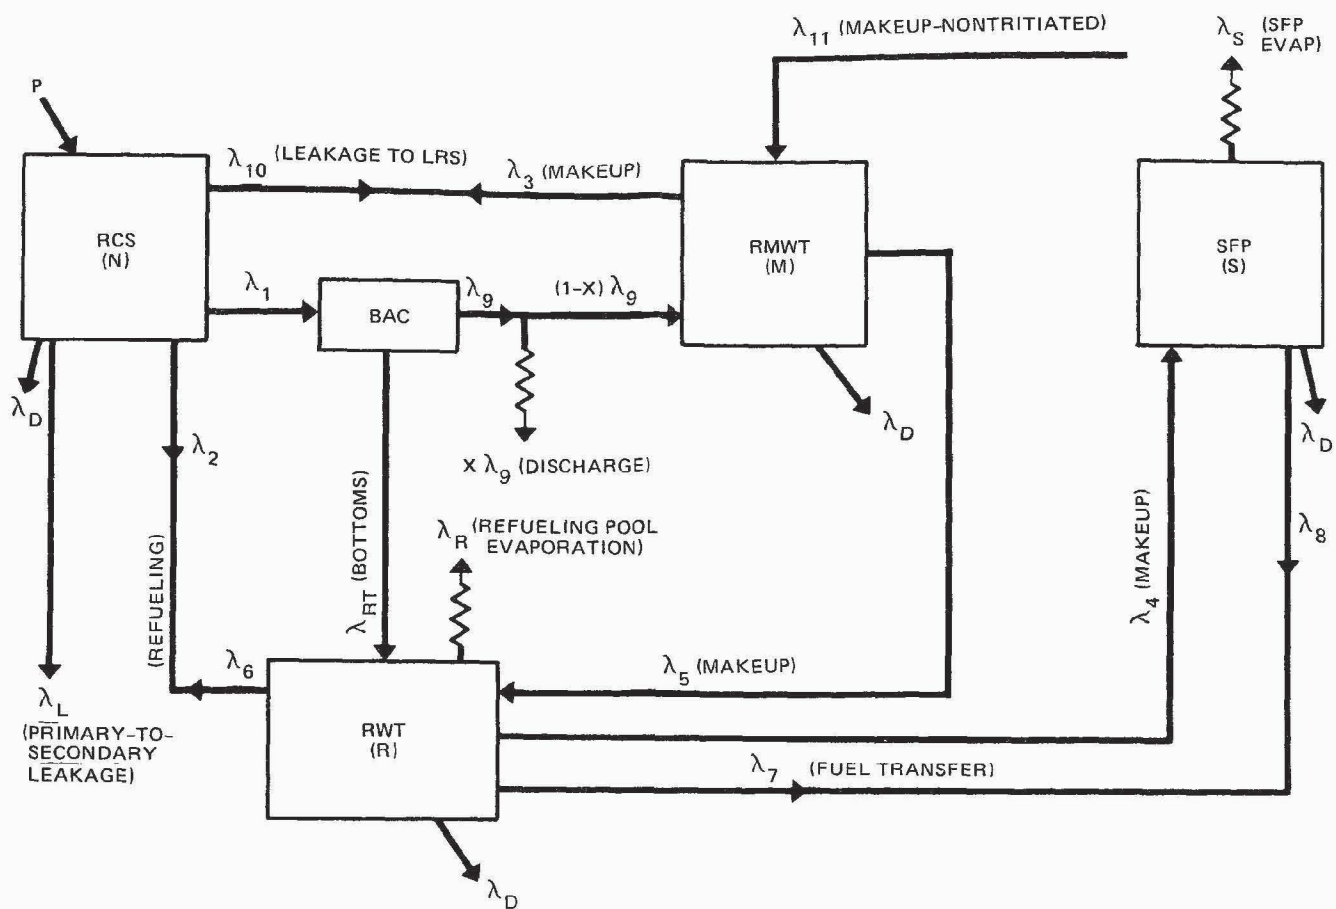 λ11 (MAKEUP-NONTRITIATED)
λS (SFP
EVAP)
P
λ10 (LEAKAGE TO LRS)
λ3 (MAKEUP)
RCS
(N)
RMWT
(M)
SFP
(S)
λ1
BAC
λ9
(1-X) λ9
λD
λD
λD
λ2
X λ9 (DISCHARGE)
λ8
(REFUELING)
λRT (BOTTOMS)
λR (REFUELING POOL
EVAPORATION)
λ4 (MAKEUP)
λ6
λ5 (MAKEUP)
λL
(PRIMARY-TO-
SECONDARY
LEAKAGE)
RWT
(R)
λ7 (FUEL TRANSFER)
λD